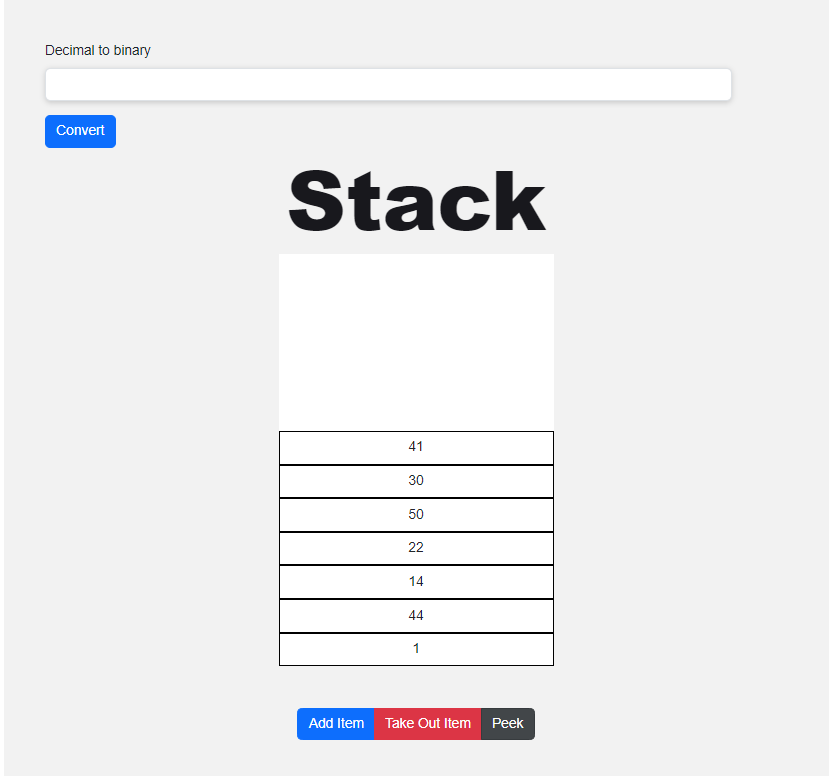 Decimal to binary
Convert
Stack
41
30
50
22
14
44
1
Add Item Take Out Item Peek